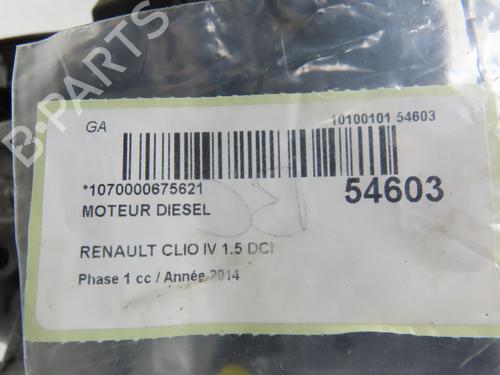 B-PARTS
GA
10100101 54603
*1070000675621
54603
MOTEUR DIESEL
RENAULT CLIO IV 1.5 DCI
Phase 1 cc / Année 2014